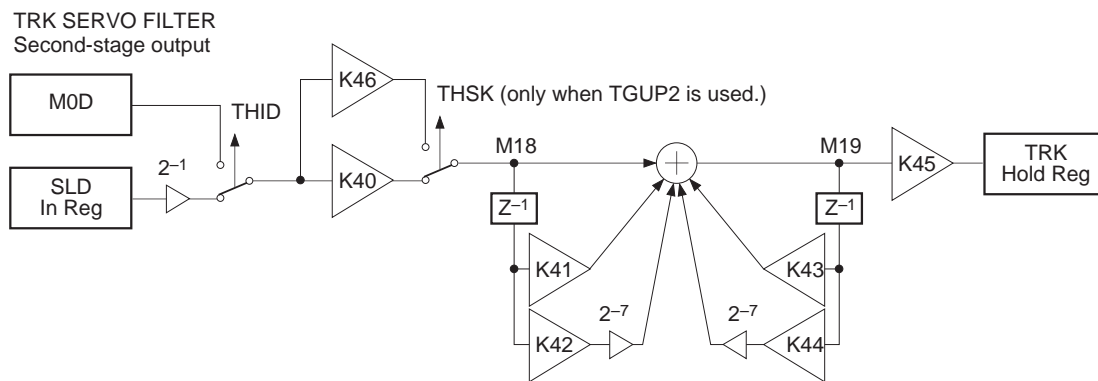 TRK SERVO FILTER
Second-stage output
M0D
SLD
In Reg
2–1
THID
K46
K40
THSK (only when TGUP2 is used.)
M18
Z–1
K41
K42
2–7
M19
Z–1
K43
K44
2–7
K45
TRK
Hold Reg